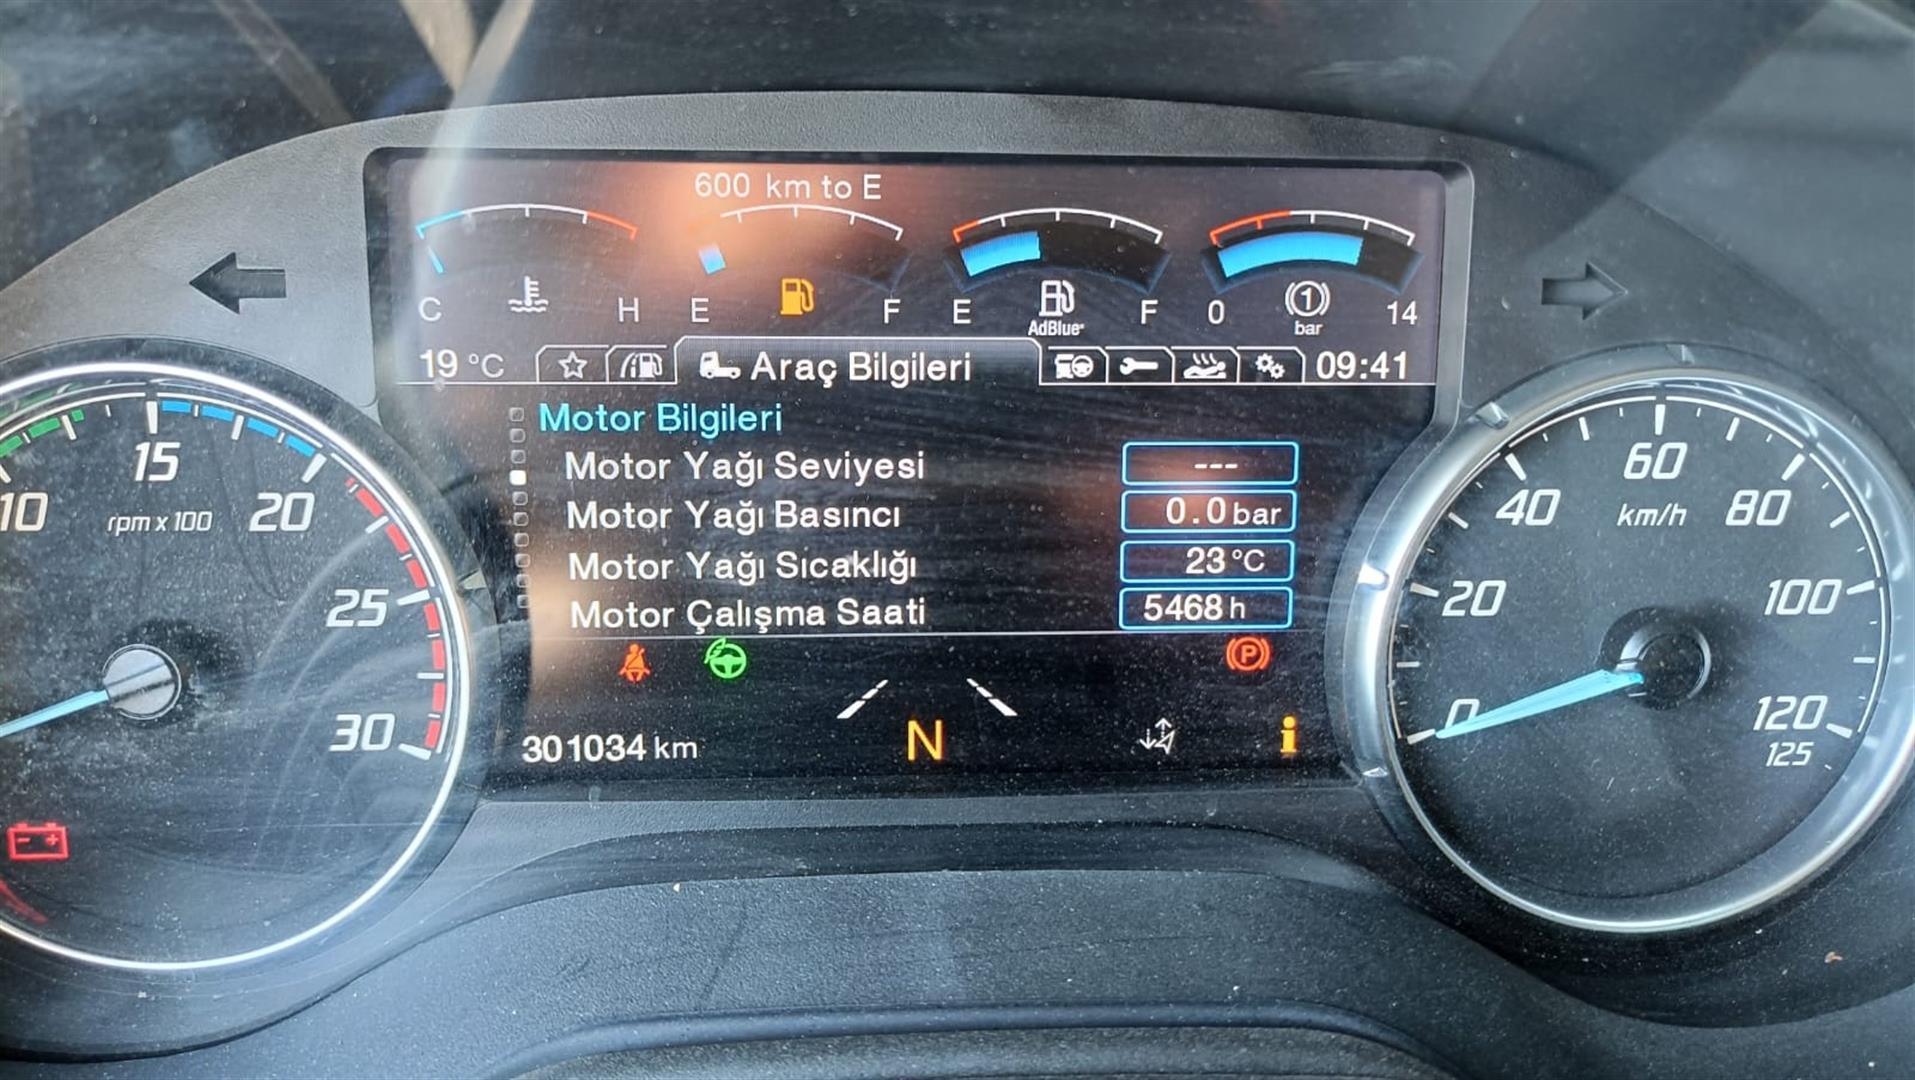 600 km to E
C H E F E AdBlue F 0 1 bar 14
19 °C Araç Bilgileri 09:41
Motor Bilgileri
Motor Yağı Seviyesi ---
Motor Yağı Basıncı 0.0 bar
Motor Yağı Sıcaklığı 23 °C
Motor Çalışma Saati 5468 h
P
301034 km N i
10 15 20 25 30
rpm x 100
0 20 40 60 80 100 120 125
km/h